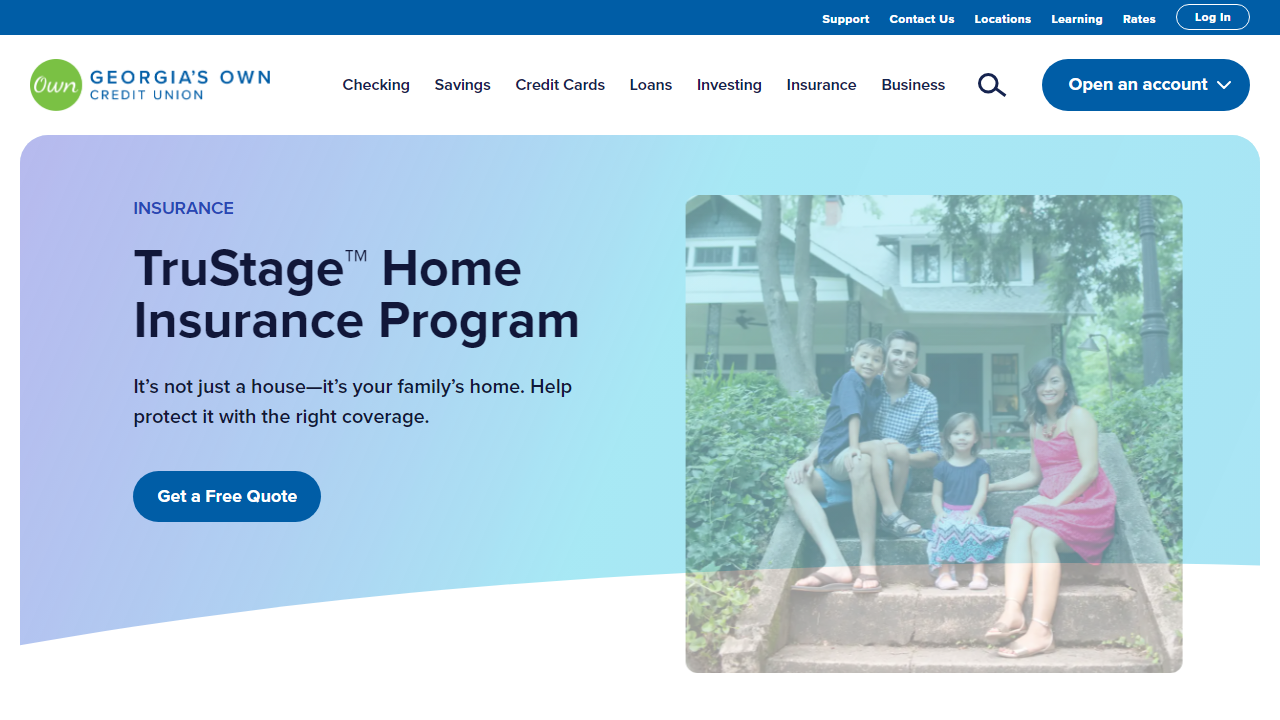 Support Contact Us Locations Learning Rates Log In
Own GEORGIA'S OWN
CREDIT UNION
Checking Savings Credit Cards Loans Investing Insurance Business Open an account
INSURANCE
TruStage™ Home
Insurance Program
It’s not just a house—it’s your family’s home. Help
protect it with the right coverage.
Get a Free Quote